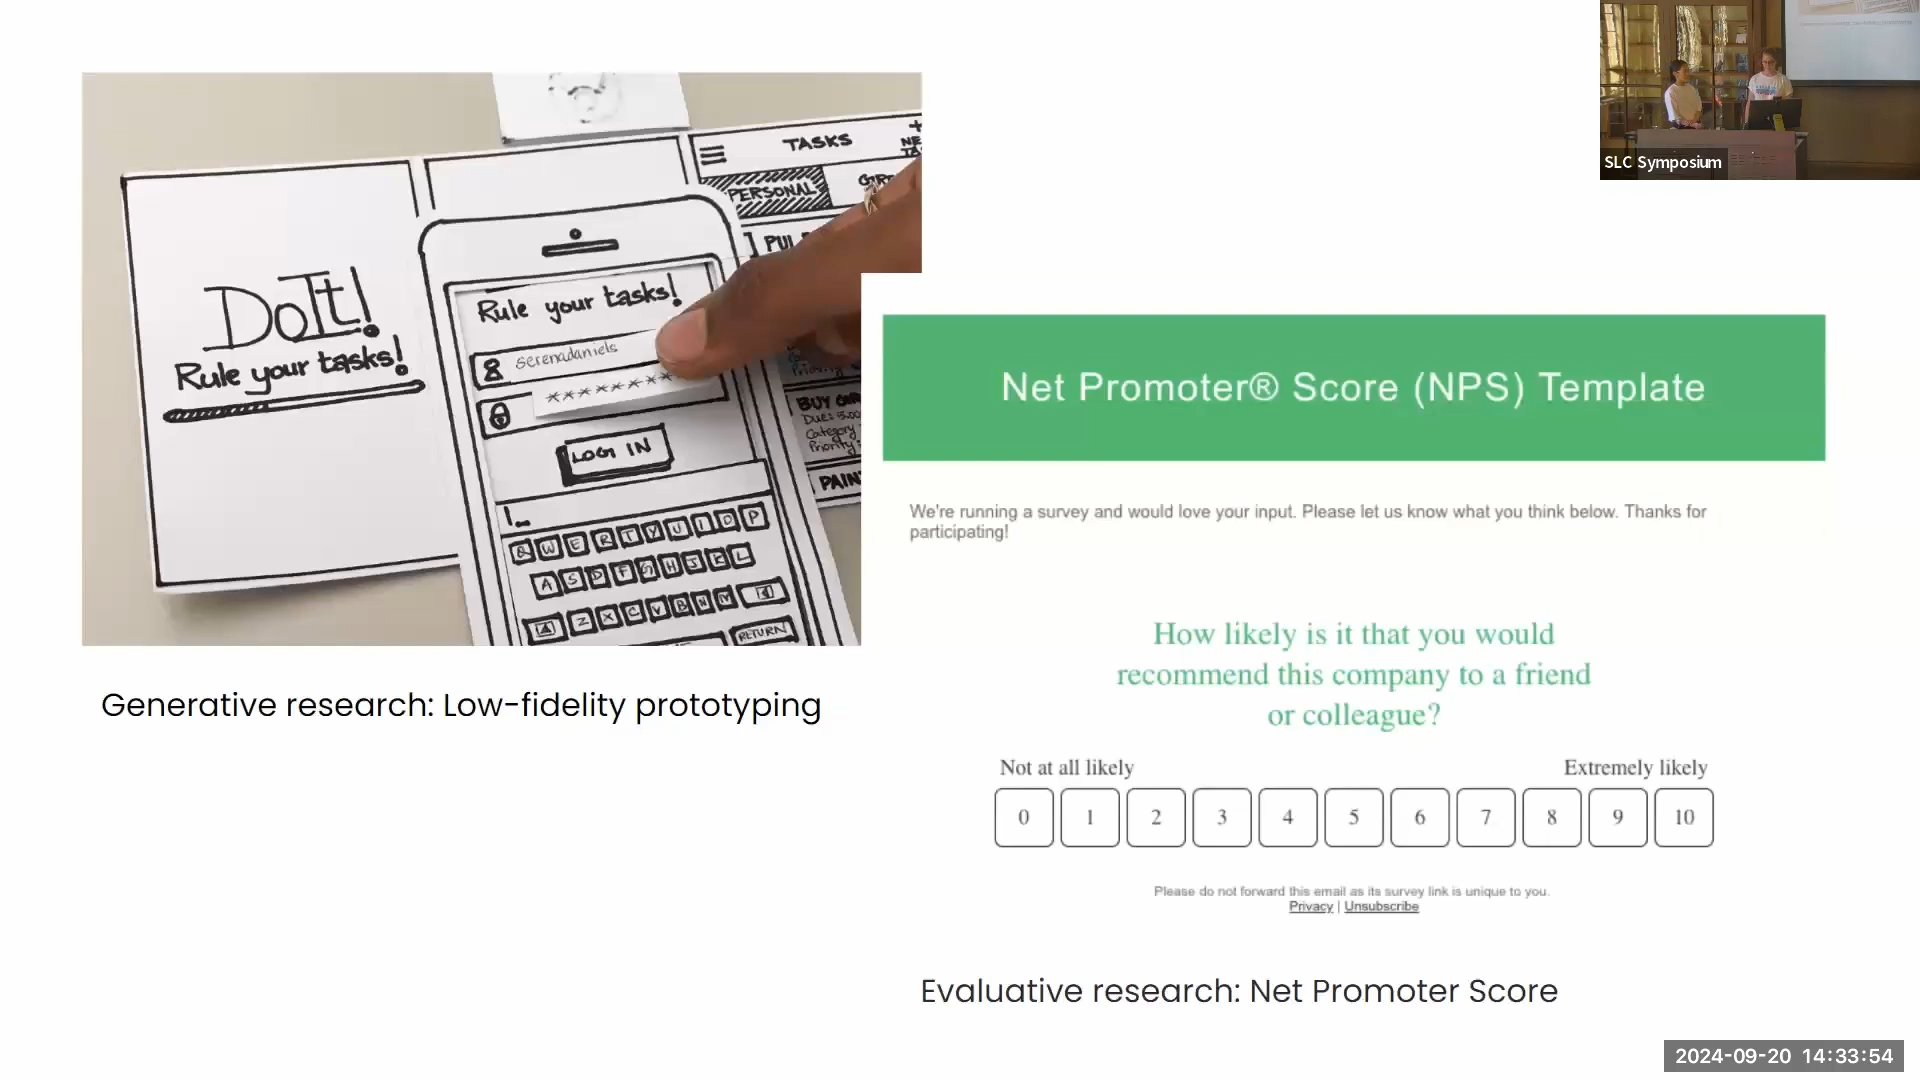 SLC Symposium
TASKS
PERSONAL
DoIt!
Rule your tasks!
Rule your tasks!
serenadaniels
********
LOG IN
Q W E R T Y U I O P
A S D F G H J K L
Z X C V B N M
RETURN
Generative research: Low-fidelity prototyping
Net Promoter® Score (NPS) Template
We're running a survey and would love your input. Please let us know what you think below. Thanks for
participating!
How likely is it that you would
recommend this company to a friend
or colleague?
Not at all likely Extremely likely
0 1 2 3 4 5 6 7 8 9 10
Please do not forward this email as its survey link is unique to you.
Privacy | Unsubscribe
Evaluative research: Net Promoter Score
2024-09-20 14:33:54